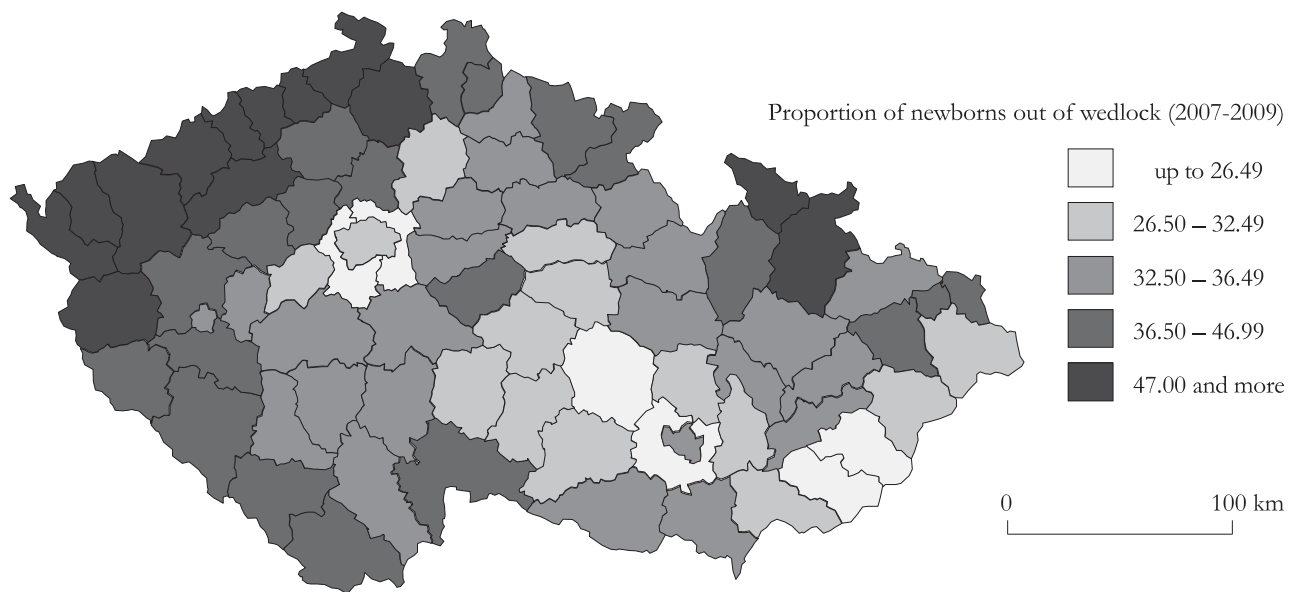 Proportion of newborns out of wedlock (2007-2009)
up to 26.49
26.50 – 32.49
32.50 – 36.49
36.50 – 46.99
47.00 and more
0 100 km